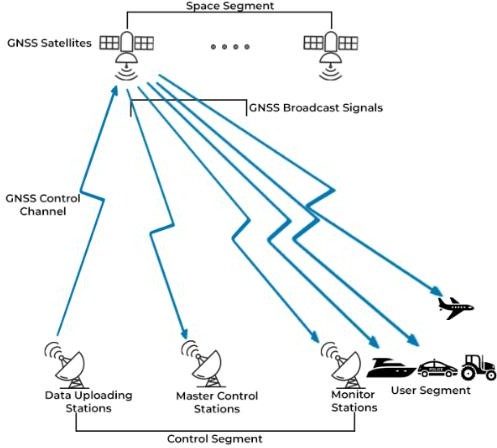 Space Segment
GNSS Satellites
GNSS Broadcast Signals
GNSS Control
Channel
Data Uploading
Stations
Master Control
Stations
Monitor
Stations
User Segment
Control Segment